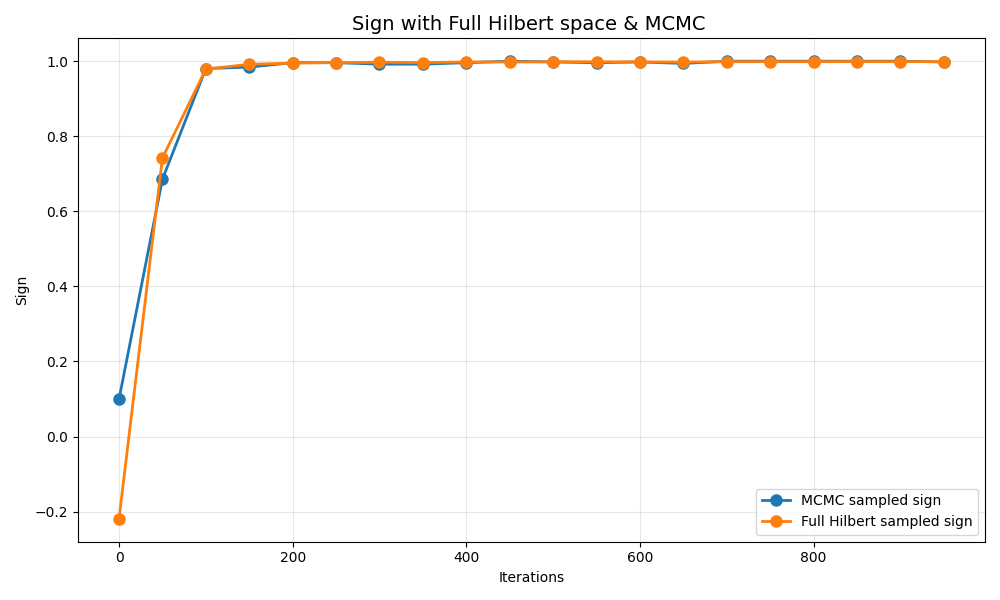 Sign with Full Hilbert space & MCMC
1.0
0.8
0.6
0.4
0.2
0.0
−0.2
Sign
0 200 400 600 800
Iterations
MCMC sampled sign
Full Hilbert sampled sign